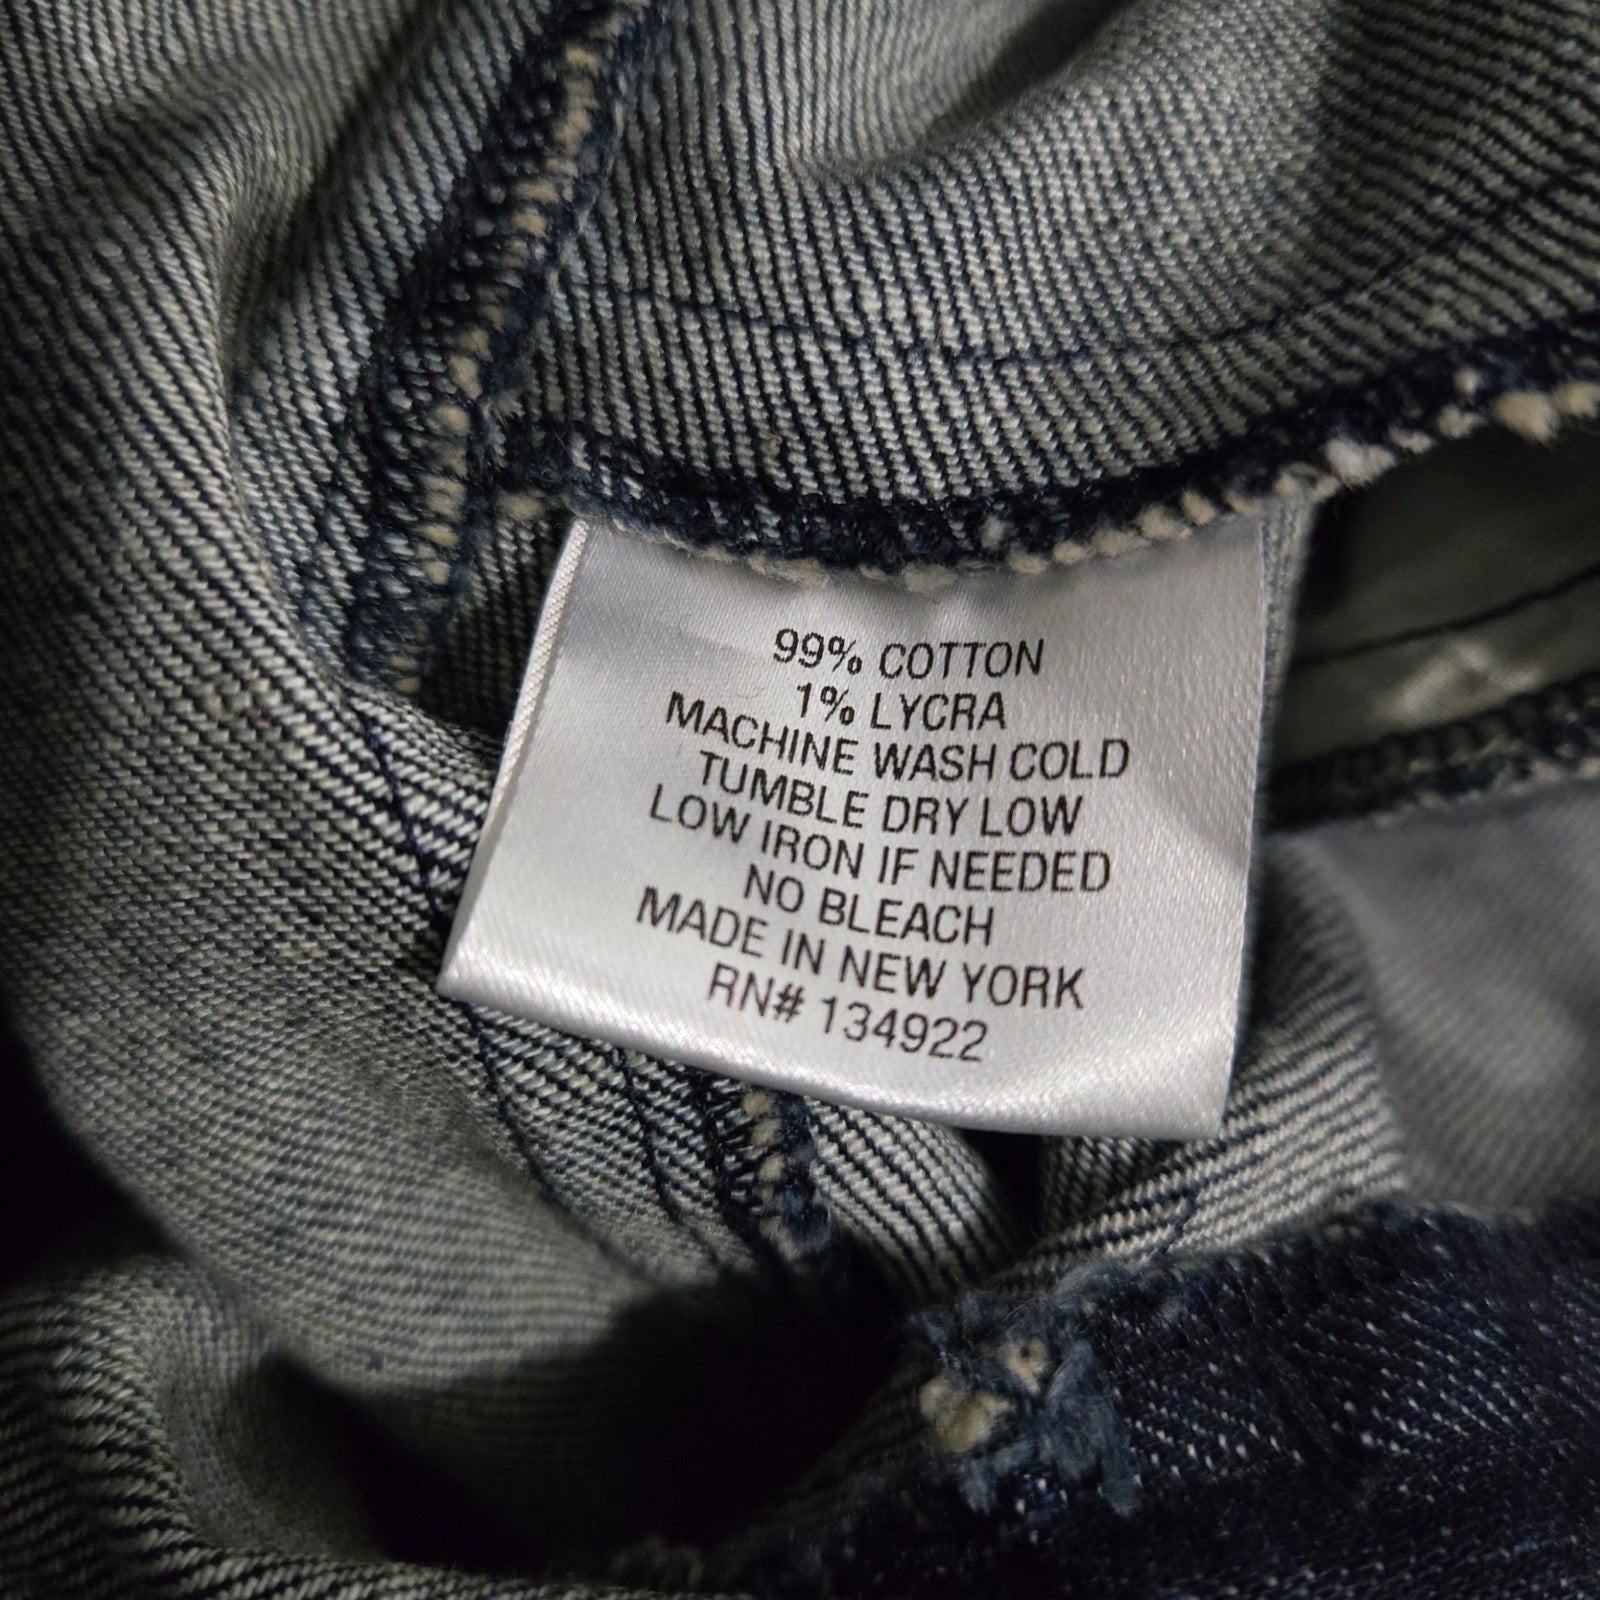 99% COTTON
1% LYCRA
MACHINE WASH COLD
TUMBLE DRY LOW
LOW IRON IF NEEDED
NO BLEACH
MADE IN NEW YORK
RN# 134922